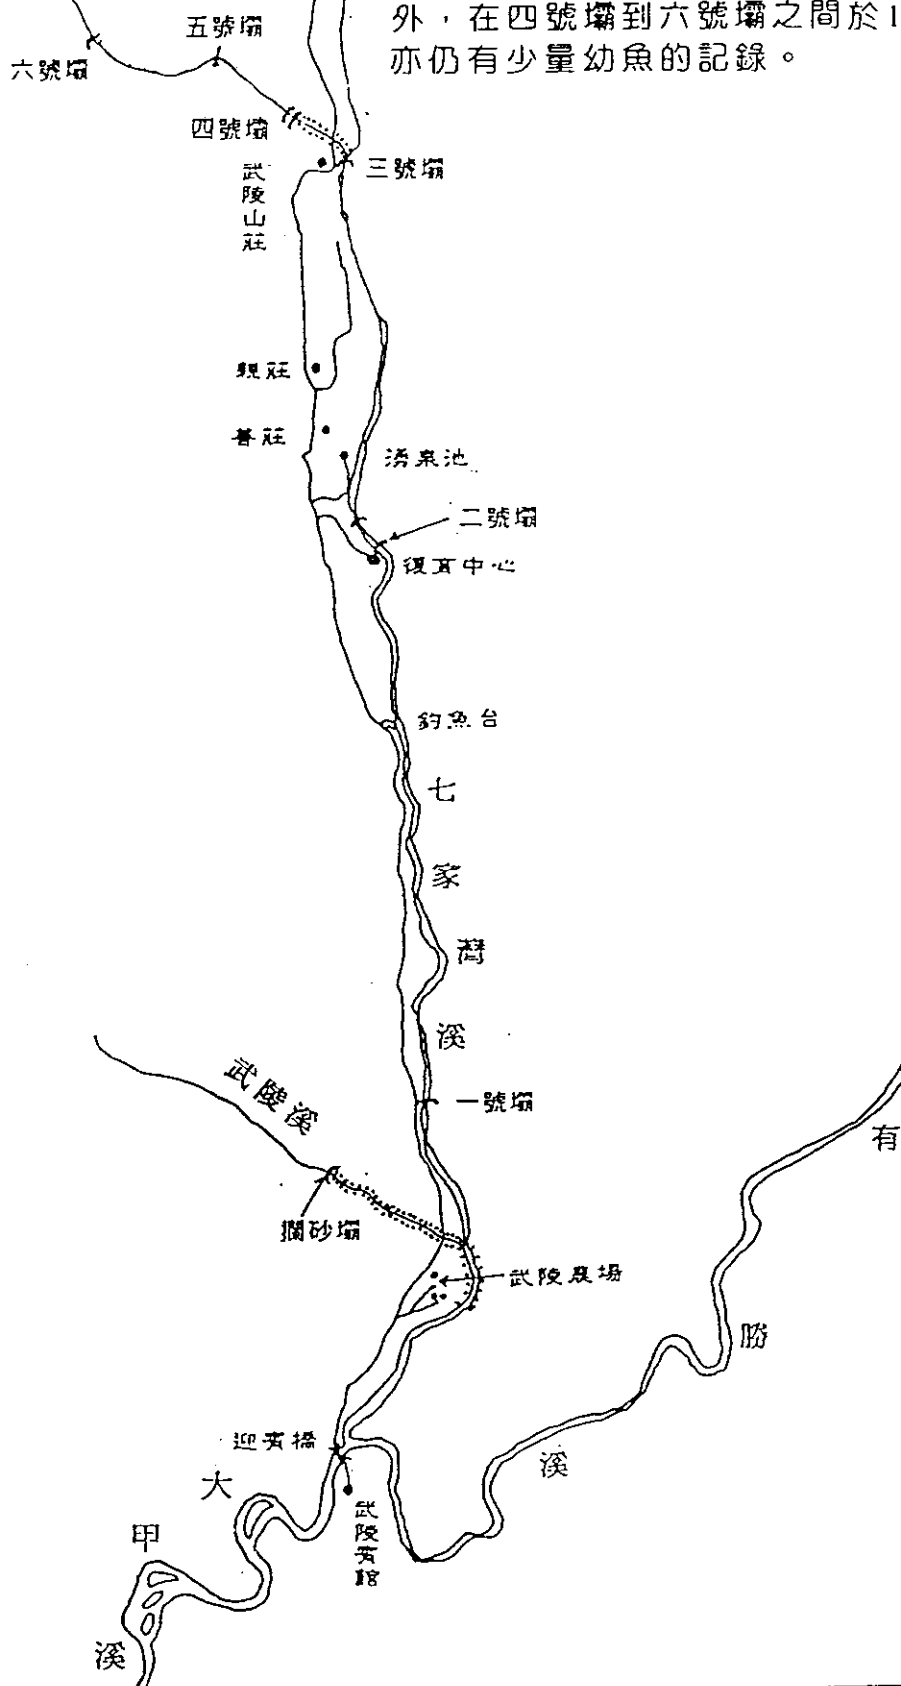 外，在四號壩到六號壩之間於1
亦仍有少量幼魚的記錄。
五號壩
六號壩
四號壩
三號壩
武陵山莊
觀莊
善莊
湧泉池
二號壩
復育中心
釣魚台
七家灣溪
武陵溪
一號壩
攔砂壩
武陵農場
有勝溪
迎賓橋
武陵賓館
大甲溪